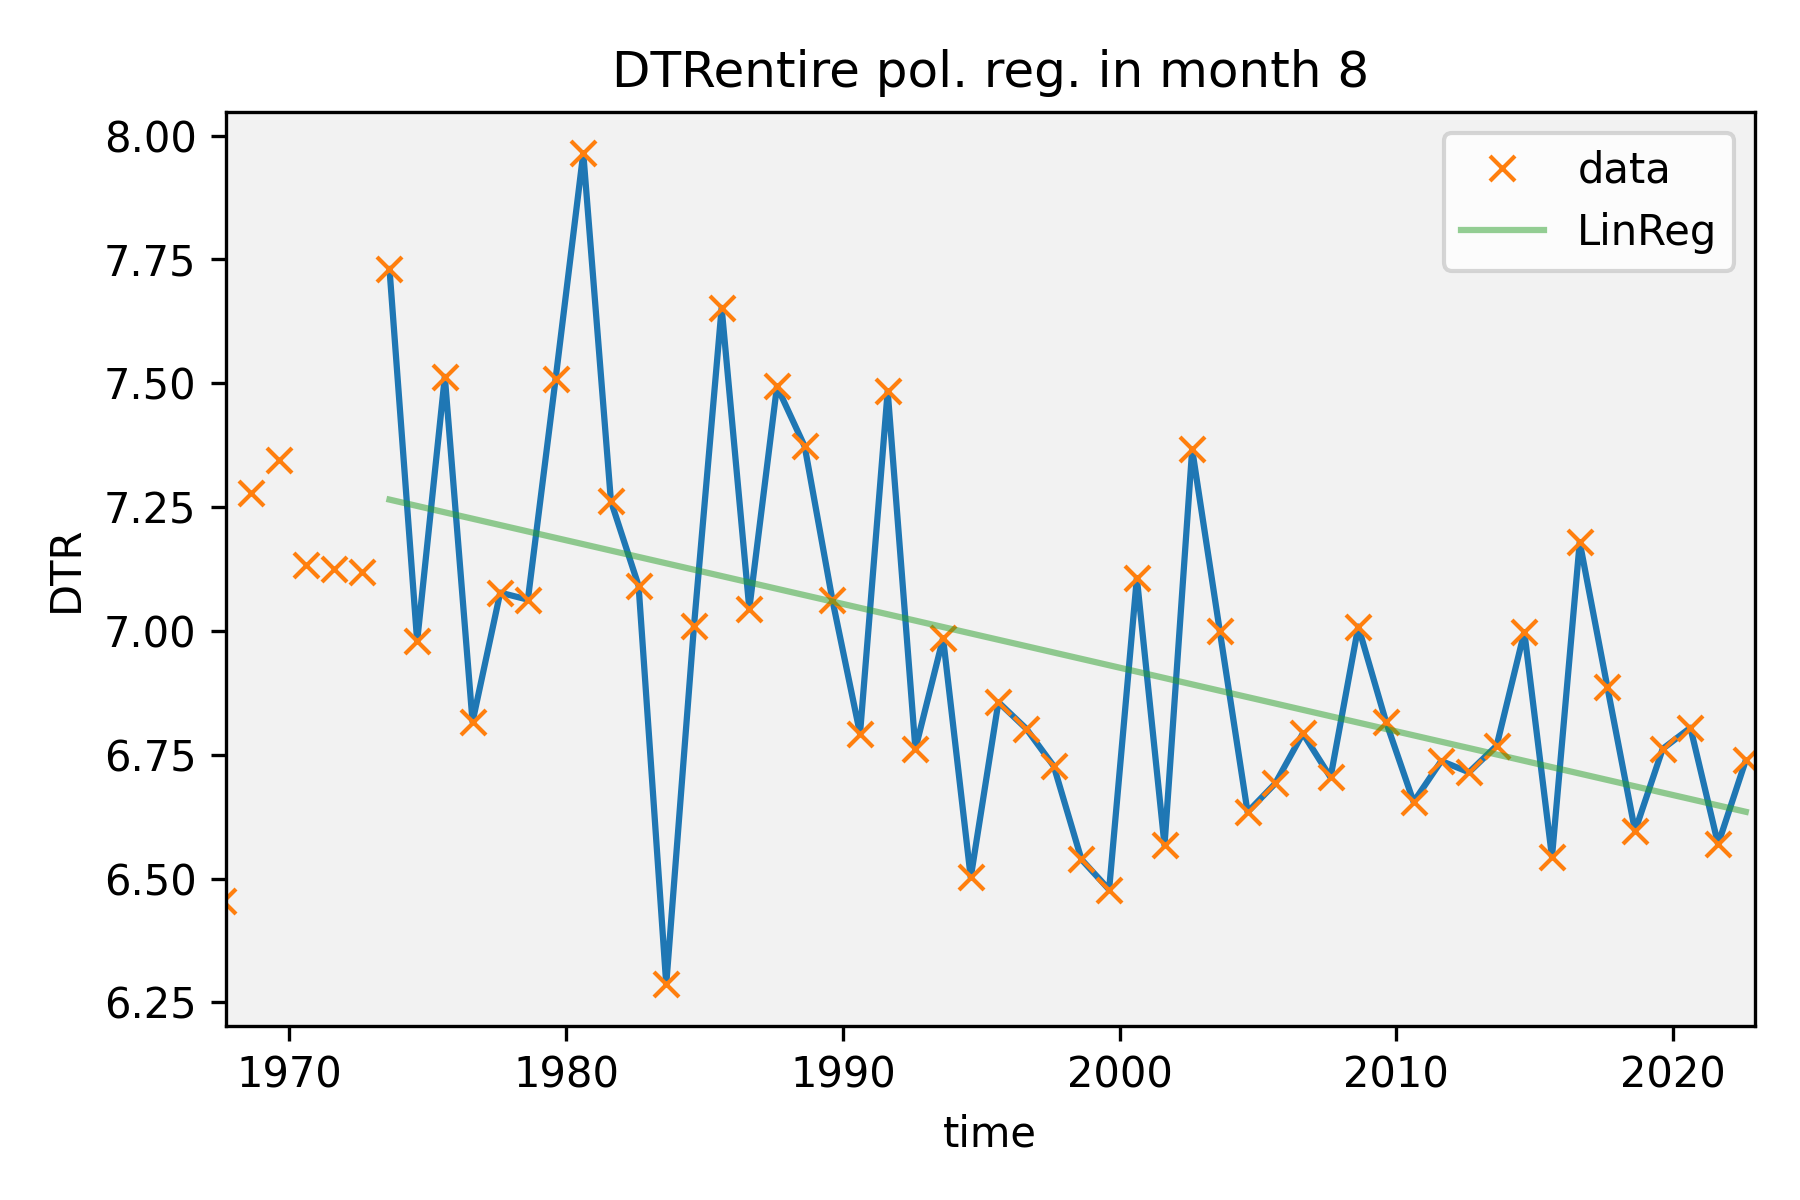 DTRentire pol. reg. in month 8
8.00
7.75
7.50
7.25
7.00
6.75
6.50
6.25
DTR
data
LinReg
1970 1980 1990 2000 2010 2020
time